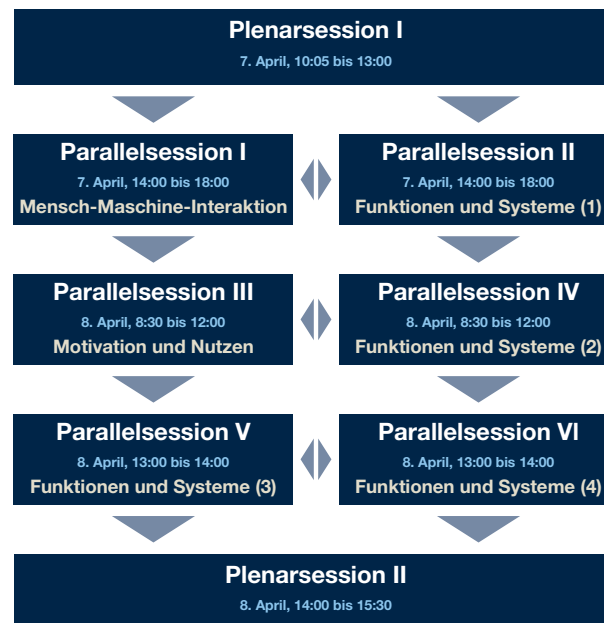 Plenarsession I
7. April, 10:05 bis 13:00
Parallelsession I
7. April, 14:00 bis 18:00
Mensch-Maschine-Interaktion
Parallelsession II
7. April, 14:00 bis 18:00
Funktionen und Systeme (1)
Parallelsession III
8. April, 8:30 bis 12:00
Motivation und Nutzen
Parallelsession IV
8. April, 8:30 bis 12:00
Funktionen und Systeme (2)
Parallelsession V
8. April, 13:00 bis 14:00
Funktionen und Systeme (3)
Parallelsession VI
8. April, 13:00 bis 14:00
Funktionen und Systeme (4)
Plenarsession II
8. April, 14:00 bis 15:30